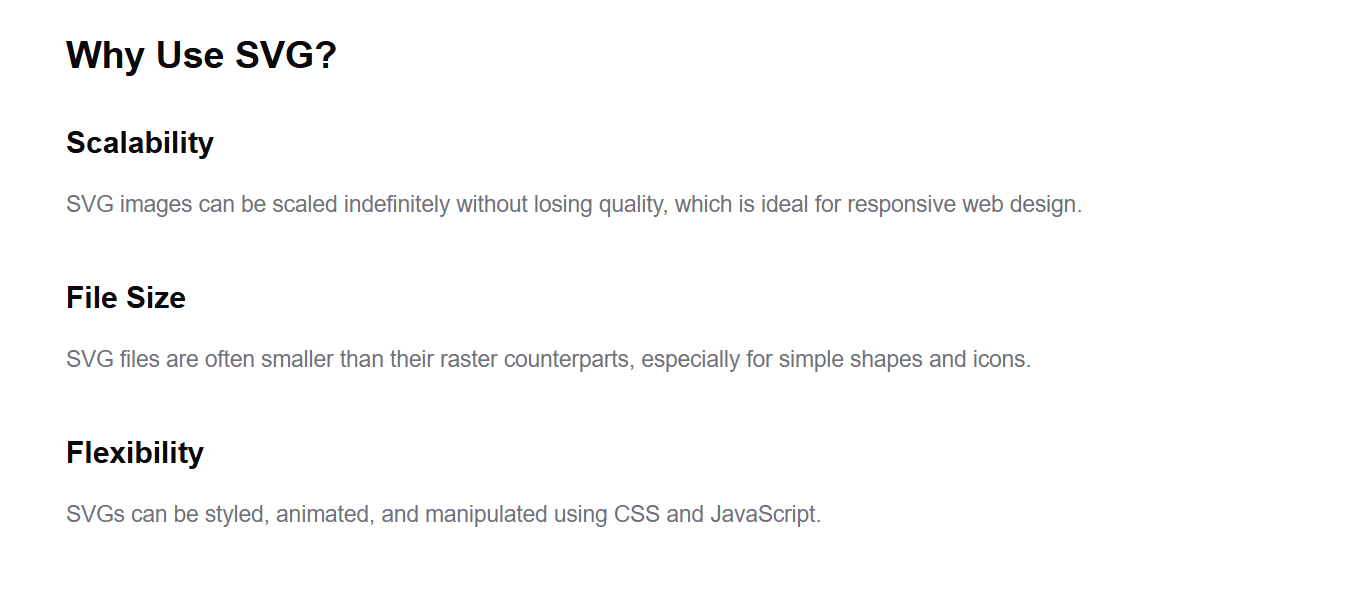 Why Use SVG?
Scalability
SVG images can be scaled indefinitely without losing quality, which is ideal for responsive web design.
File Size
SVG files are often smaller than their raster counterparts, especially for simple shapes and icons.
Flexibility
SVGs can be styled, animated, and manipulated using CSS and JavaScript.